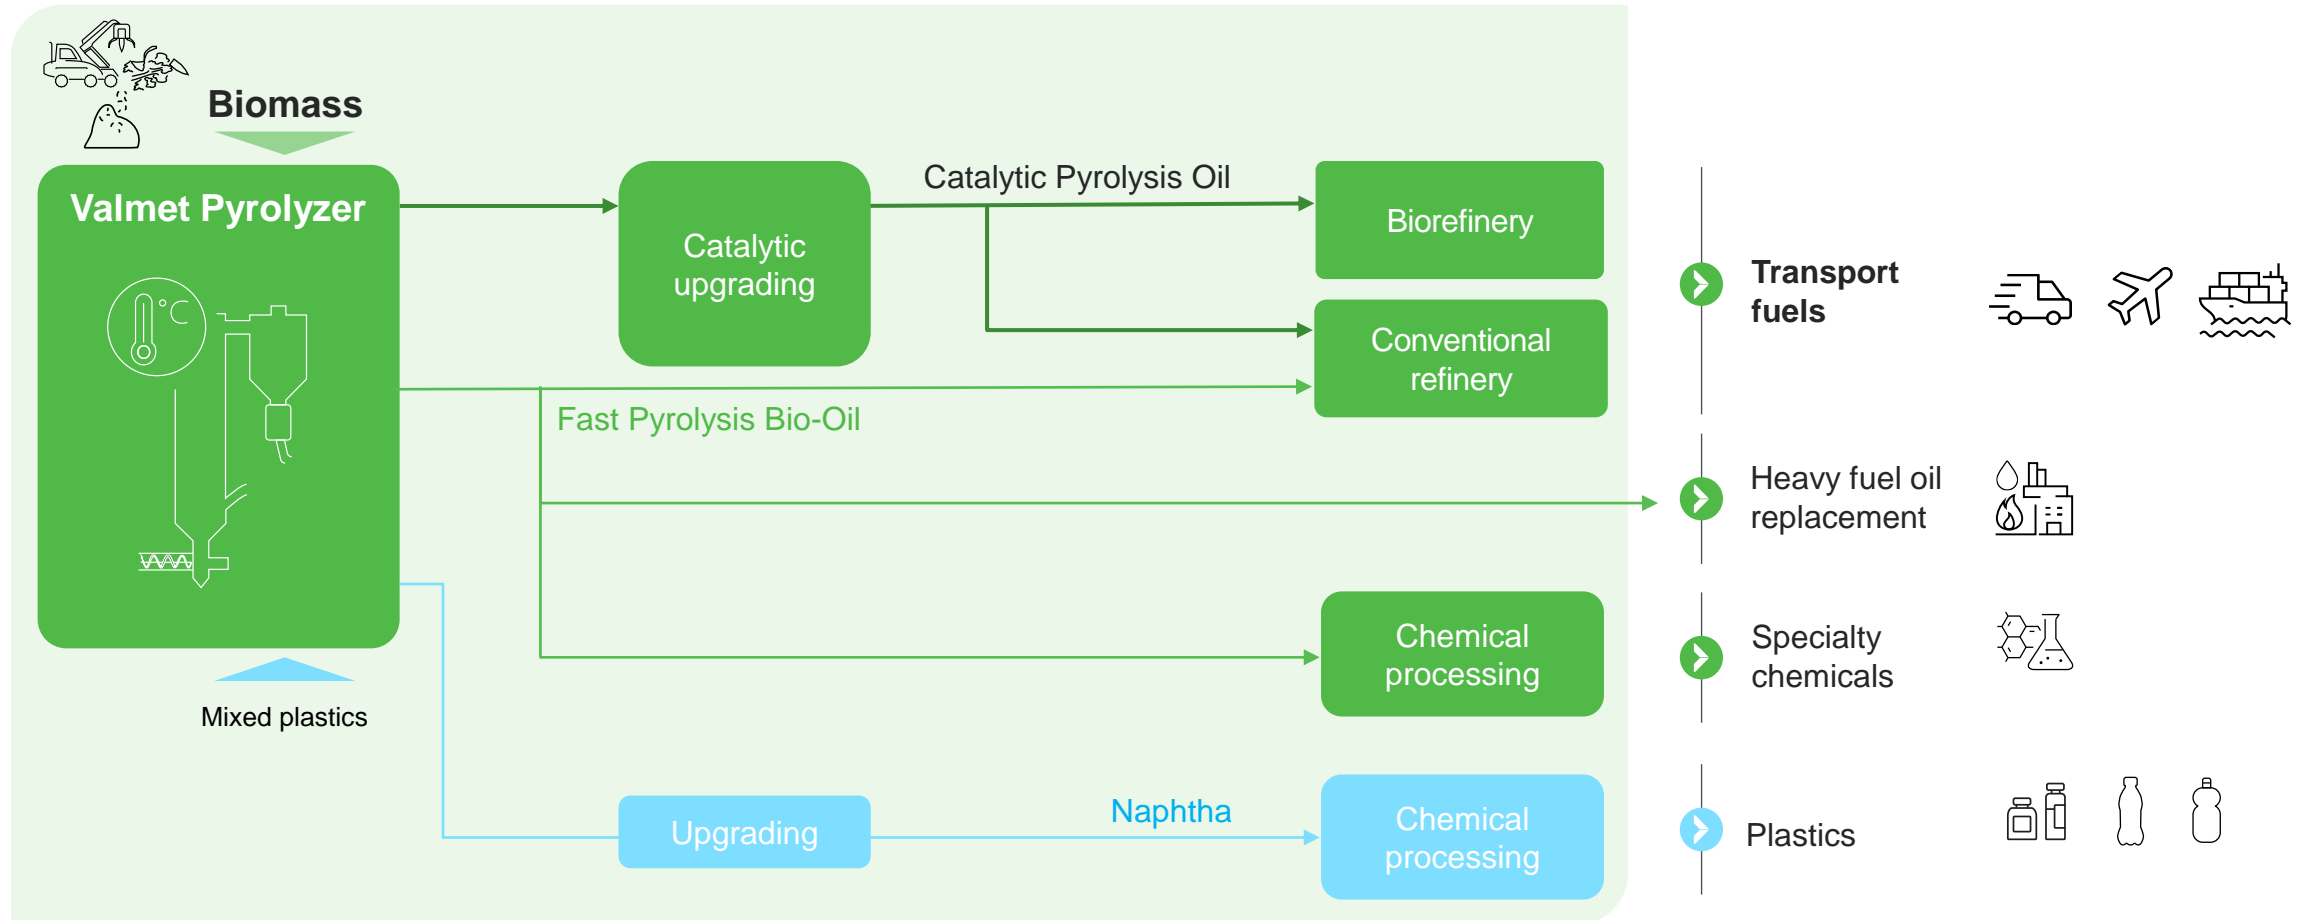 Biomass
Valmet Pyrolyzer
°C
Mixed plastics
Catalytic
upgrading
Catalytic Pyrolysis Oil
Fast Pyrolysis Bio-Oil
Upgrading
Naphtha
Biorefinery
Conventional
refinery
Chemical
processing
Chemical
processing
Transport
fuels
Heavy fuel oil
replacement
Specialty
chemicals
Plastics